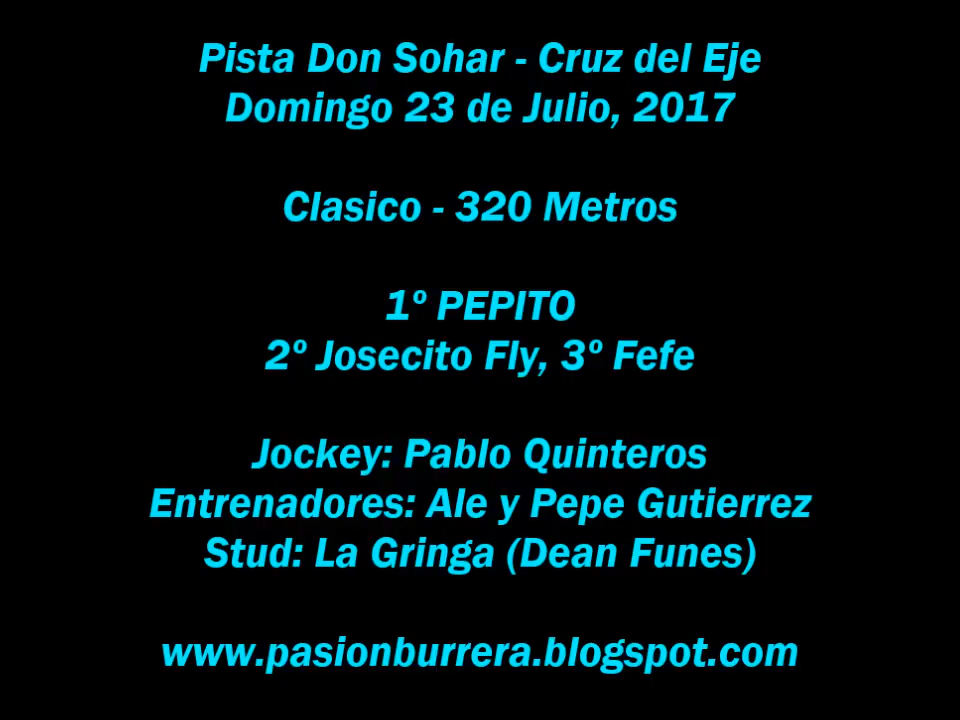 Pista Don Sohar - Cruz del Eje
Domingo 23 de Julio, 2017
Clasico - 320 Metros
1º PEPITO
2º Josecito Fly, 3º Fefe
Jockey: Pablo Quinteros
Entrenadores: Ale y Pepe Gutierrez
Stud: La Gringa (Dean Funes)
www.pasionburrera.blogspot.com